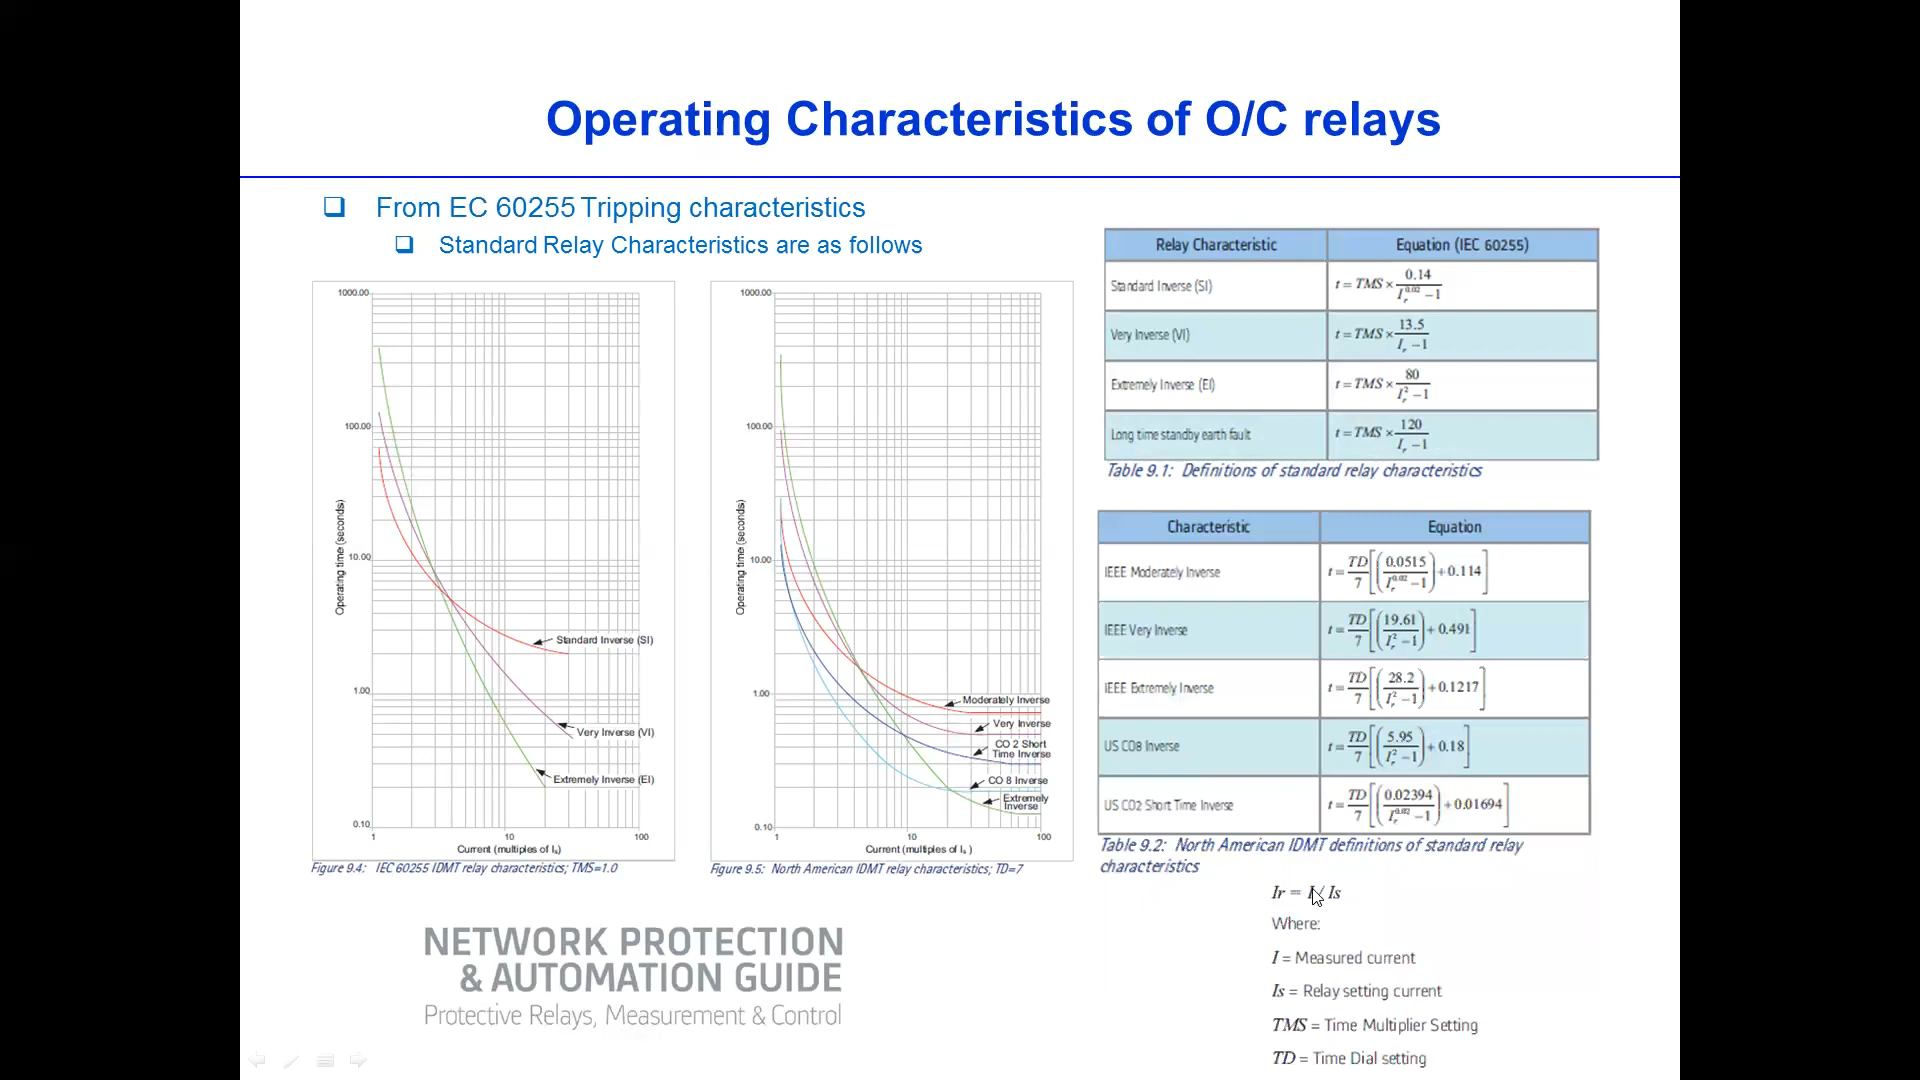 Operating Characteristics of O/C relays
❑ From EC 60255 Tripping characteristics
❑ Standard Relay Characteristics are as follows
1000.00
100.00
10.00
1.00
0.10
1 10 100
Operating time (seconds)
Current (multiples of Is)
Standard Inverse (SI)
Very Inverse (VI)
Extremely Inverse (EI)
Figure 9.4: IEC 60255 IDMT relay characteristics; TMS=1.0
1000.00
100.00
10.00
1.00
0.10
1 10 100
Operating time (seconds)
Current (multiples of Is )
Moderately Inverse
Very Inverse
CO 2 Short
Time Inverse
CO 8 Inverse
Extremely
Inverse
Figure 9.5: North American IDMT relay characteristics; TD=7
Relay Characteristic Equation (IEC 60255)
Standard Inverse (SI) t = TMS × 0.14 / (Ir^0.02 − 1)
Very Inverse (VI) t = TMS × 13.5 / (Ir − 1)
Extremely Inverse (EI) t = TMS × 80 / (Ir^2 − 1)
Long time standby earth fault t = TMS × 120 / (Ir − 1)
Table 9.1: Definitions of standard relay characteristics
Characteristic Equation
IEEE Moderately Inverse t = TD/7 [(0.0515 / (Ir^0.02 − 1)) + 0.114]
IEEE Very Inverse t = TD/7 [(19.61 / (Ir^2 − 1)) + 0.491]
IEEE Extremely Inverse t = TD/7 [(28.2 / (Ir^2 − 1)) + 0.1217]
US CO8 Inverse t = TD/7 [(5.95 / (Ir^2 − 1)) + 0.18]
US CO2 Short Time Inverse t = TD/7 [(0.02394 / (Ir^0.02 − 1)) + 0.01694]
Table 9.2: North American IDMT definitions of standard relay
characteristics
Ir = I / Is
Where:
I = Measured current
Is = Relay setting current
TMS = Time Multiplier Setting
TD = Time Dial setting
NETWORK PROTECTION
& AUTOMATION GUIDE
Protective Relays, Measurement & Control